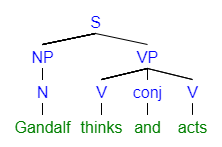 S
NP VP
N V conj V
Gandalf thinks and acts